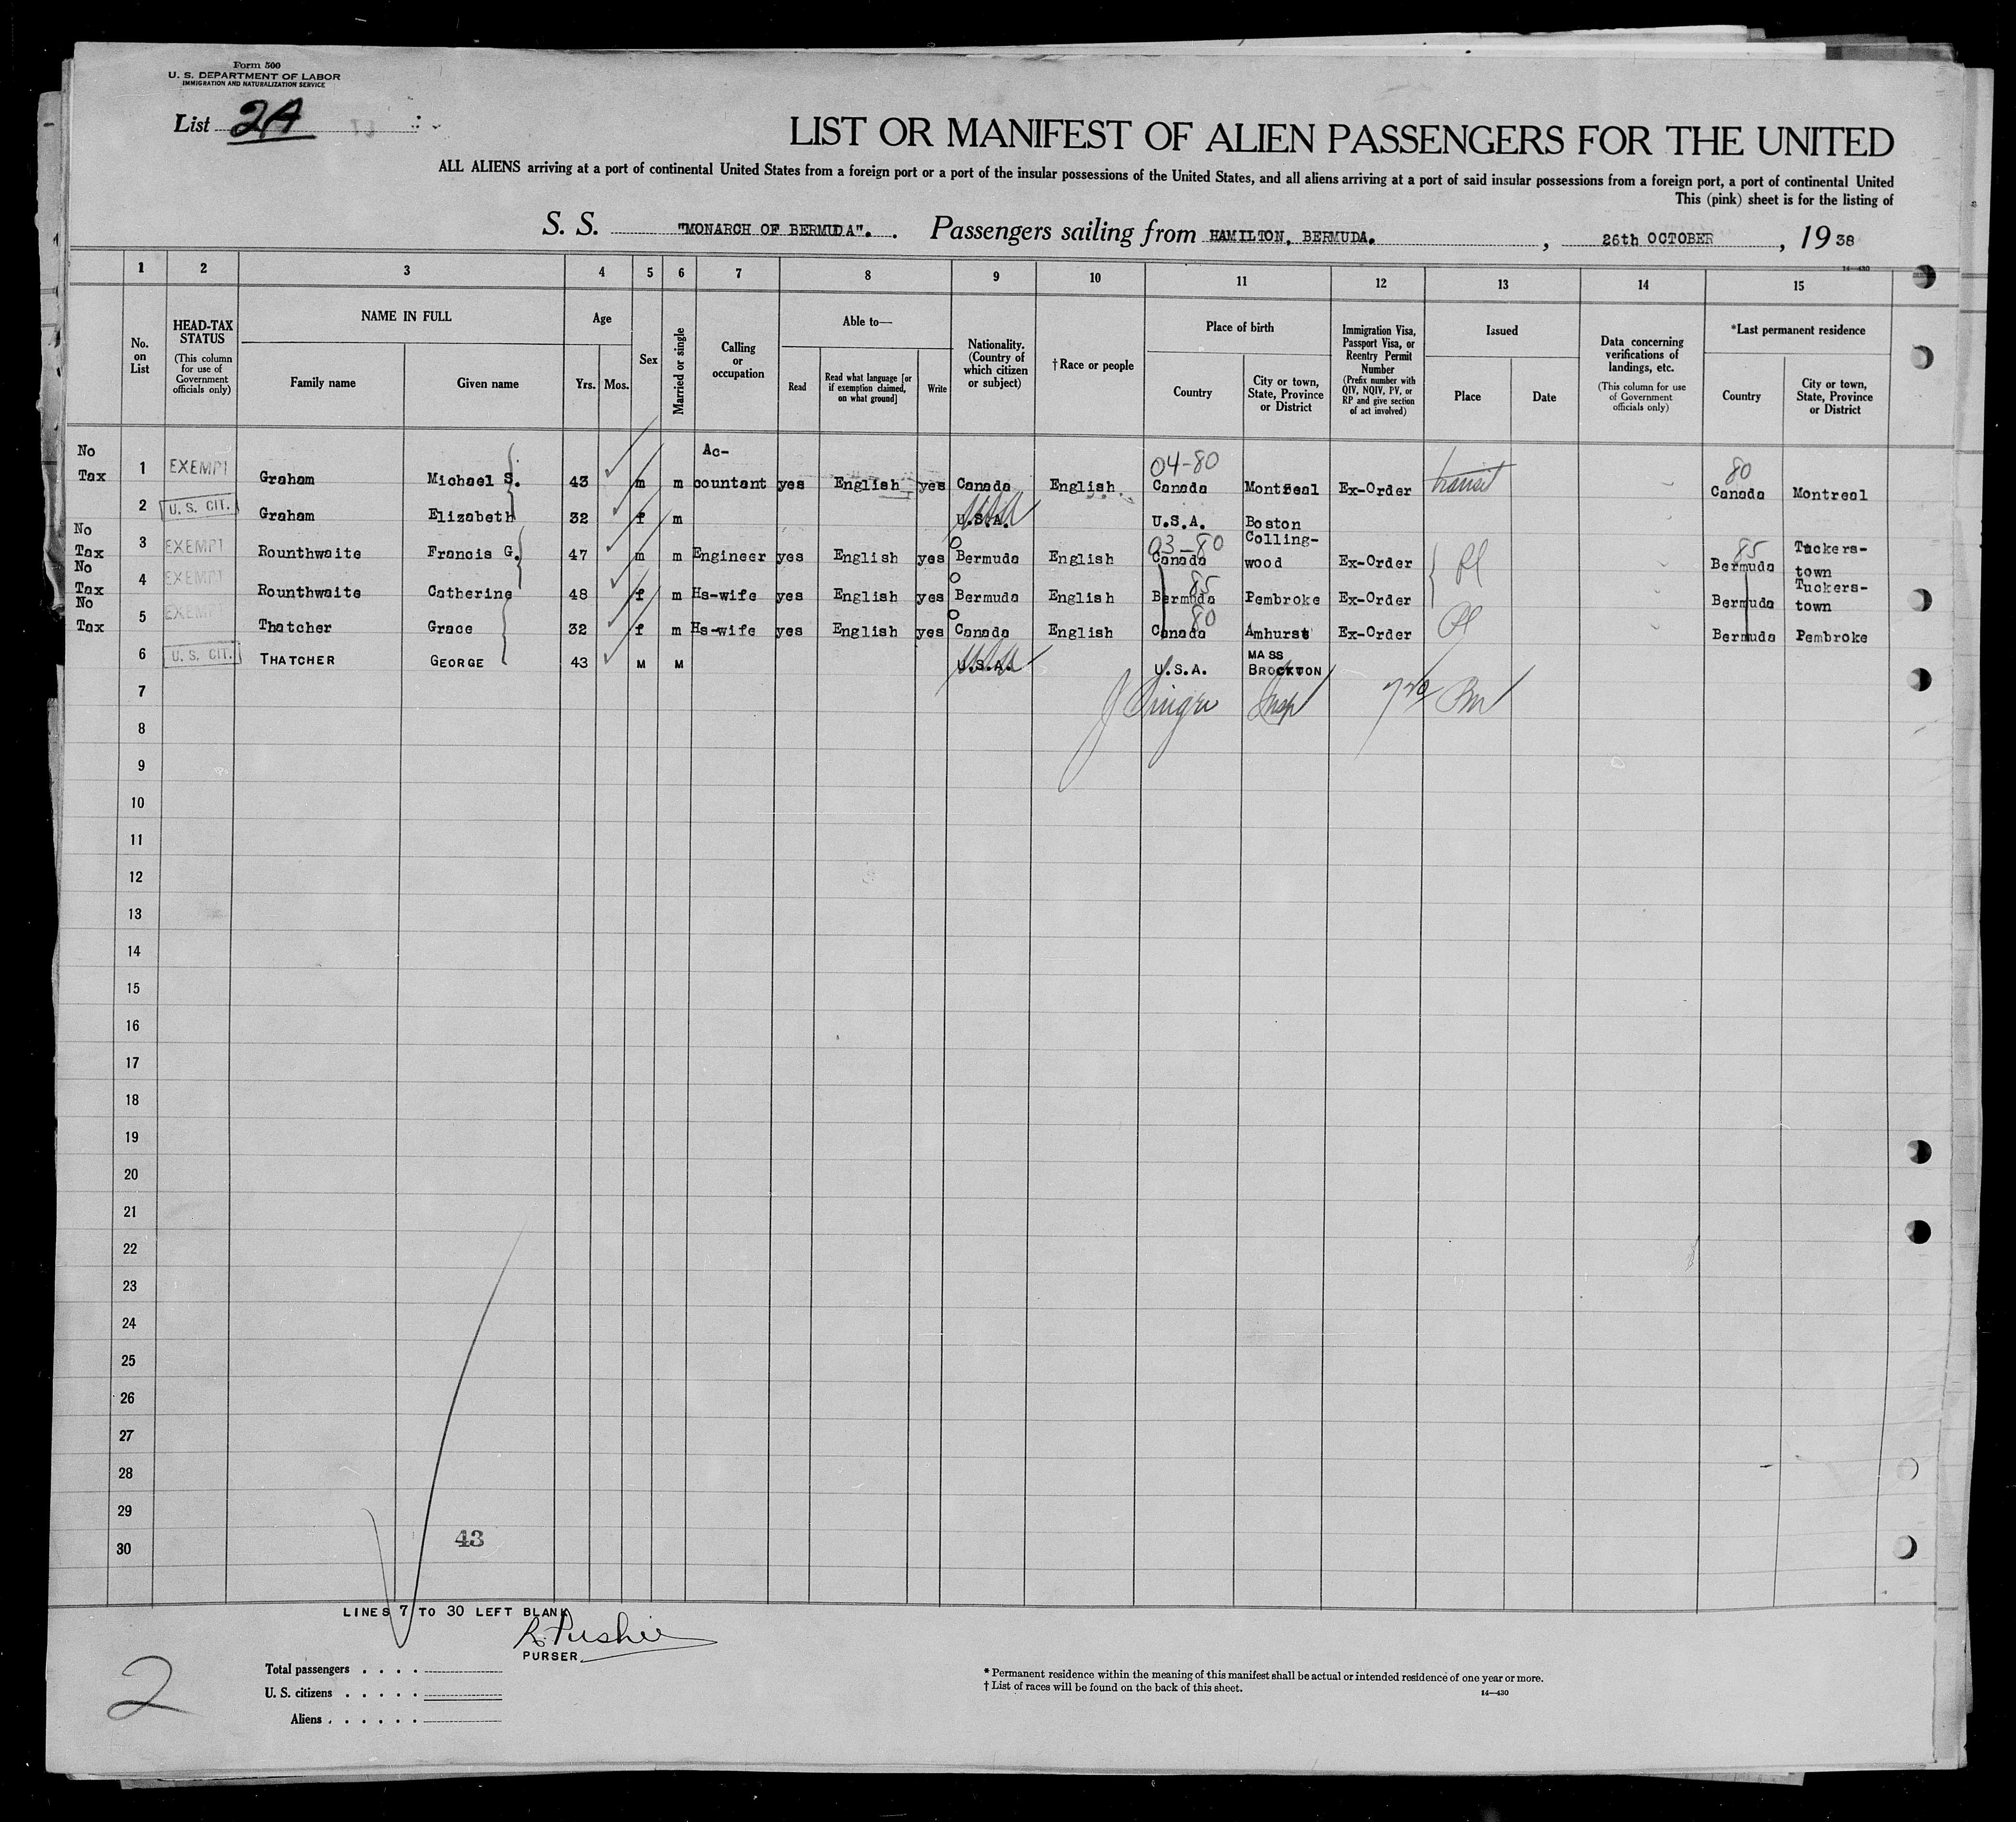 Form 500
U. S. DEPARTMENT OF LABOR
IMMIGRATION AND NATURALIZATION SERVICE
List 2A
LIST OR MANIFEST OF ALIEN PASSENGERS FOR THE UNITED
ALL ALIENS arriving at a port of continental United States from a foreign port or a port of the insular possessions of the United States, and all aliens arriving at a port of said insular possessions from a foreign port, a port of continental United
This (pink) sheet is for the listing of
S. S. "MONARCH OF BERMUDA". Passengers sailing from HAMILTON, BERMUDA. , 26th OCTOBER , 19 38
14—430
1 2 3 4 5 6 7 8 9 10 11 12 13 14 15
No. on List
HEAD-TAX STATUS (This column for use of Government officials only)
NAME IN FULL Family name Given name
Age Yrs. Mos.
Sex
Married or single
Calling or occupation
Able to— Read Read what language [or if exemption claimed, on what ground] Write
Nationality. (Country of which citizen or subject)
† Race or people
Place of birth Country City or town, State, Province or District
Immigration Visa, Passport Visa, or Reentry Permit Number (Prefix number with QIV, NQIV, PV, or RP and give section of act involved)
Issued Place Date
Data concerning verifications of landings, etc. (This column for use of Government officials only)
*Last permanent residence Country City or town, State, Province or District
No Tax 1 EXEMPT Graham Michael S. 43 m m Ac-countant yes English yes Canada English 04-80 Canada Montreal Ex-Order transit 80 Canada Montreal
2 U. S. CIT. Graham Elizabeth 32 f m U.S.A. U.S.A. Boston
No Tax 3 EXEMPT Rounthwaite Francis G. 47 m m Engineer yes English yes Bermuda English 03-80 Canada Colling-wood Ex-Order 85 Bermuda Tuckers-town
No Tax 4 EXEMPT Rounthwaite Catherine 48 f m Hs-wife yes English yes Bermuda English 85 Bermuda Pembroke Ex-Order Bermuda Tuckers-town
No Tax 5 EXEMPT Thatcher Grace 32 f m Hs-wife yes English yes Canada English 80 Canada Amhurst Ex-Order Bermuda Pembroke
6 U. S. CIT. THATCHER GEORGE 43 M M U.S.A. U.S.A. MASS BROCKTON
7
8
9
10
11
12
13
14
15
16
17
18
19
20
21
22
23
24
25
26
27
28
29
30
43
LINES 7 TO 30 LEFT BLANK
PURSER
2
Total passengers . . . .
U. S. citizens . . . . .
Aliens . . . . . .
* Permanent residence within the meaning of this manifest shall be actual or intended residence of one year or more.
† List of races will be found on the back of this sheet.
14—430